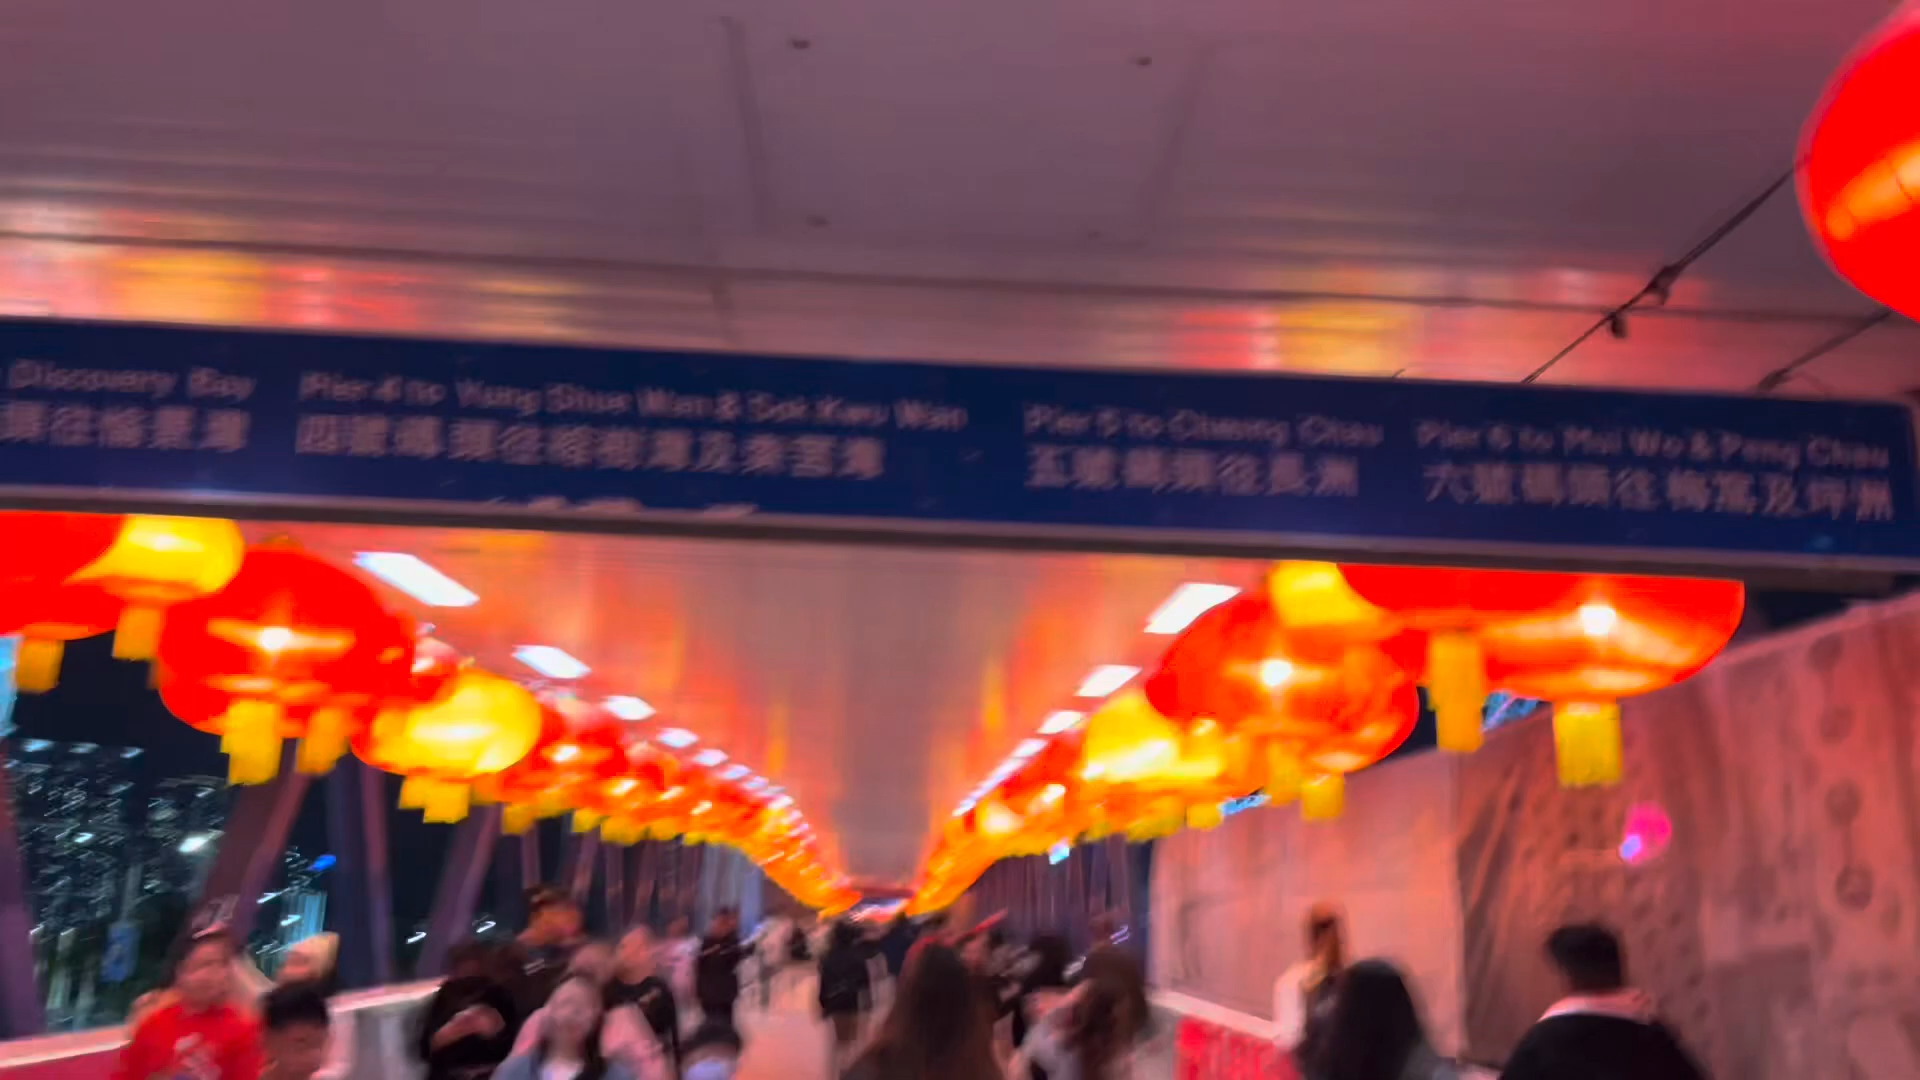 Discovery Bay
頭往愉景灣
Pier 4 to Yung Shue Wan & Sok Kwu Wan
四號碼頭往榕樹灣及索罟灣
Pier 5 to Cheung Chau
五號碼頭往長洲
Pier 6 to Mui Wo & Peng Chau
六號碼頭往梅窩及坪洲